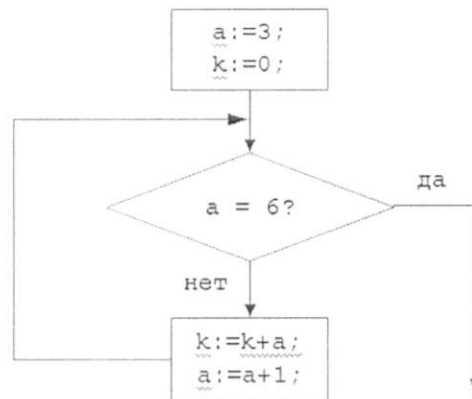 a:=3;
k:=0;
a = 6?
да
нет
k:=k+a;
a:=a+1;